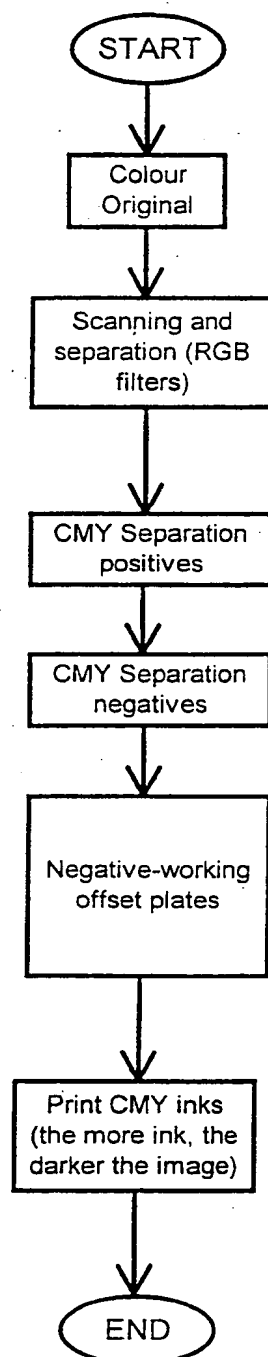 START
Colour
Original
Scanning and
separation (RGB
filters)
CMY Separation
positives
CMY Separation
negatives
Negative-working
offset plates
Print CMY inks
(the more ink, the
darker the image)
END